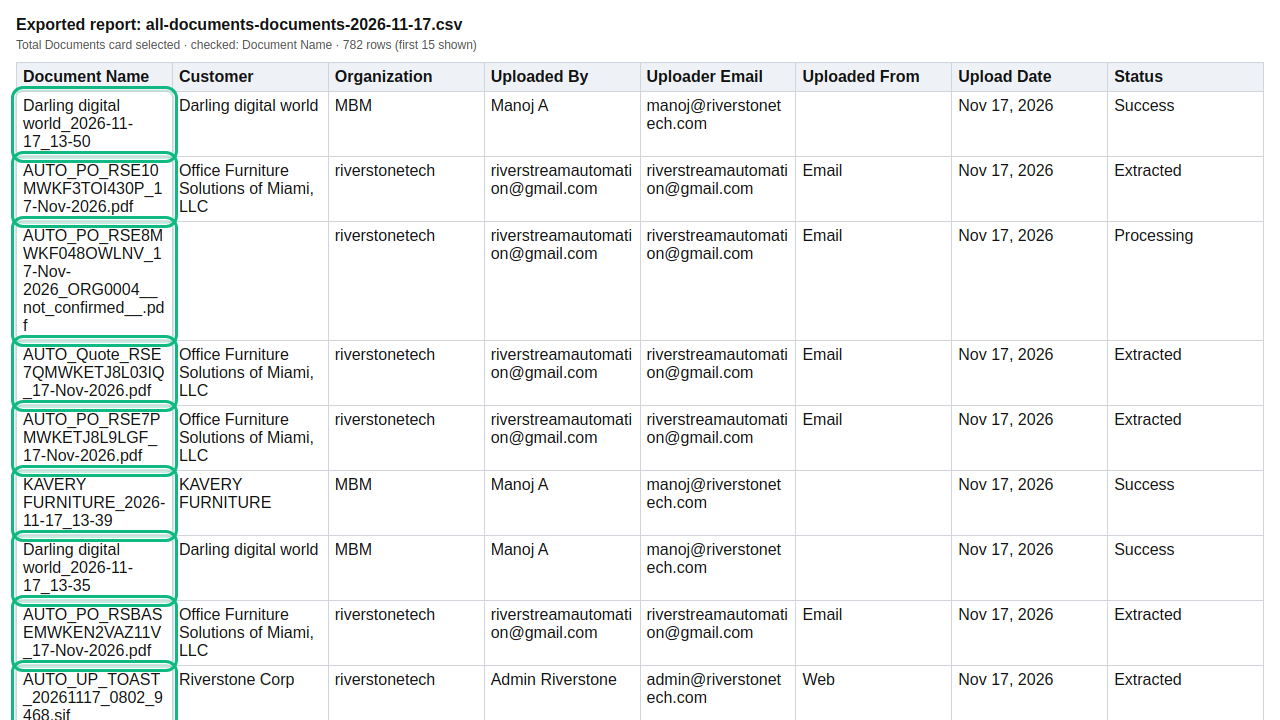 Exported report: all-documents-documents-2026-11-17.csv
Total Documents card selected · checked: Document Name · 782 rows (first 15 shown)
Document Name Customer Organization Uploaded By Uploader Email Uploaded From Upload Date Status
Darling digital Darling digital world MBM Manoj A manoj@riverstonet Nov 17, 2026 Success
world_2026-11- ech.com
17_13-50
AUTO_PO_RSE10 Office Furniture riverstonetech riverstreamautomati riverstreamautomati Email Nov 17, 2026 Extracted
MWKF3TOI430P_1 Solutions of Miami, on@gmail.com on@gmail.com
7-Nov-2026.pdf LLC
AUTO_PO_RSE8M riverstonetech riverstreamautomati riverstreamautomati Email Nov 17, 2026 Processing
WKF048OWLNV_1 on@gmail.com on@gmail.com
7-Nov-
2026_ORG0004__
not_confirmed__.pd
f
AUTO_Quote_RSE Office Furniture riverstonetech riverstreamautomati riverstreamautomati Email Nov 17, 2026 Extracted
7QMWKETJ8L03IQ Solutions of Miami, on@gmail.com on@gmail.com
_17-Nov-2026.pdf LLC
AUTO_PO_RSE7P Office Furniture riverstonetech riverstreamautomati riverstreamautomati Email Nov 17, 2026 Extracted
MWKETJ8L9LGF_ Solutions of Miami, on@gmail.com on@gmail.com
17-Nov-2026.pdf LLC
KAVERY KAVERY MBM Manoj A manoj@riverstonet Nov 17, 2026 Success
FURNITURE_2026- FURNITURE ech.com
11-17_13-39
Darling digital Darling digital world MBM Manoj A manoj@riverstonet Nov 17, 2026 Success
world_2026-11- ech.com
17_13-35
AUTO_PO_RSBAS Office Furniture riverstonetech riverstreamautomati riverstreamautomati Email Nov 17, 2026 Extracted
EMWKEN2VAZ11V Solutions of Miami, on@gmail.com on@gmail.com
_17-Nov-2026.pdf LLC
AUTO_UP_TOAST Riverstone Corp riverstonetech Admin Riverstone admin@riverstonet Web Nov 17, 2026 Extracted
_20261117_0802_9 ech.com
468.sif